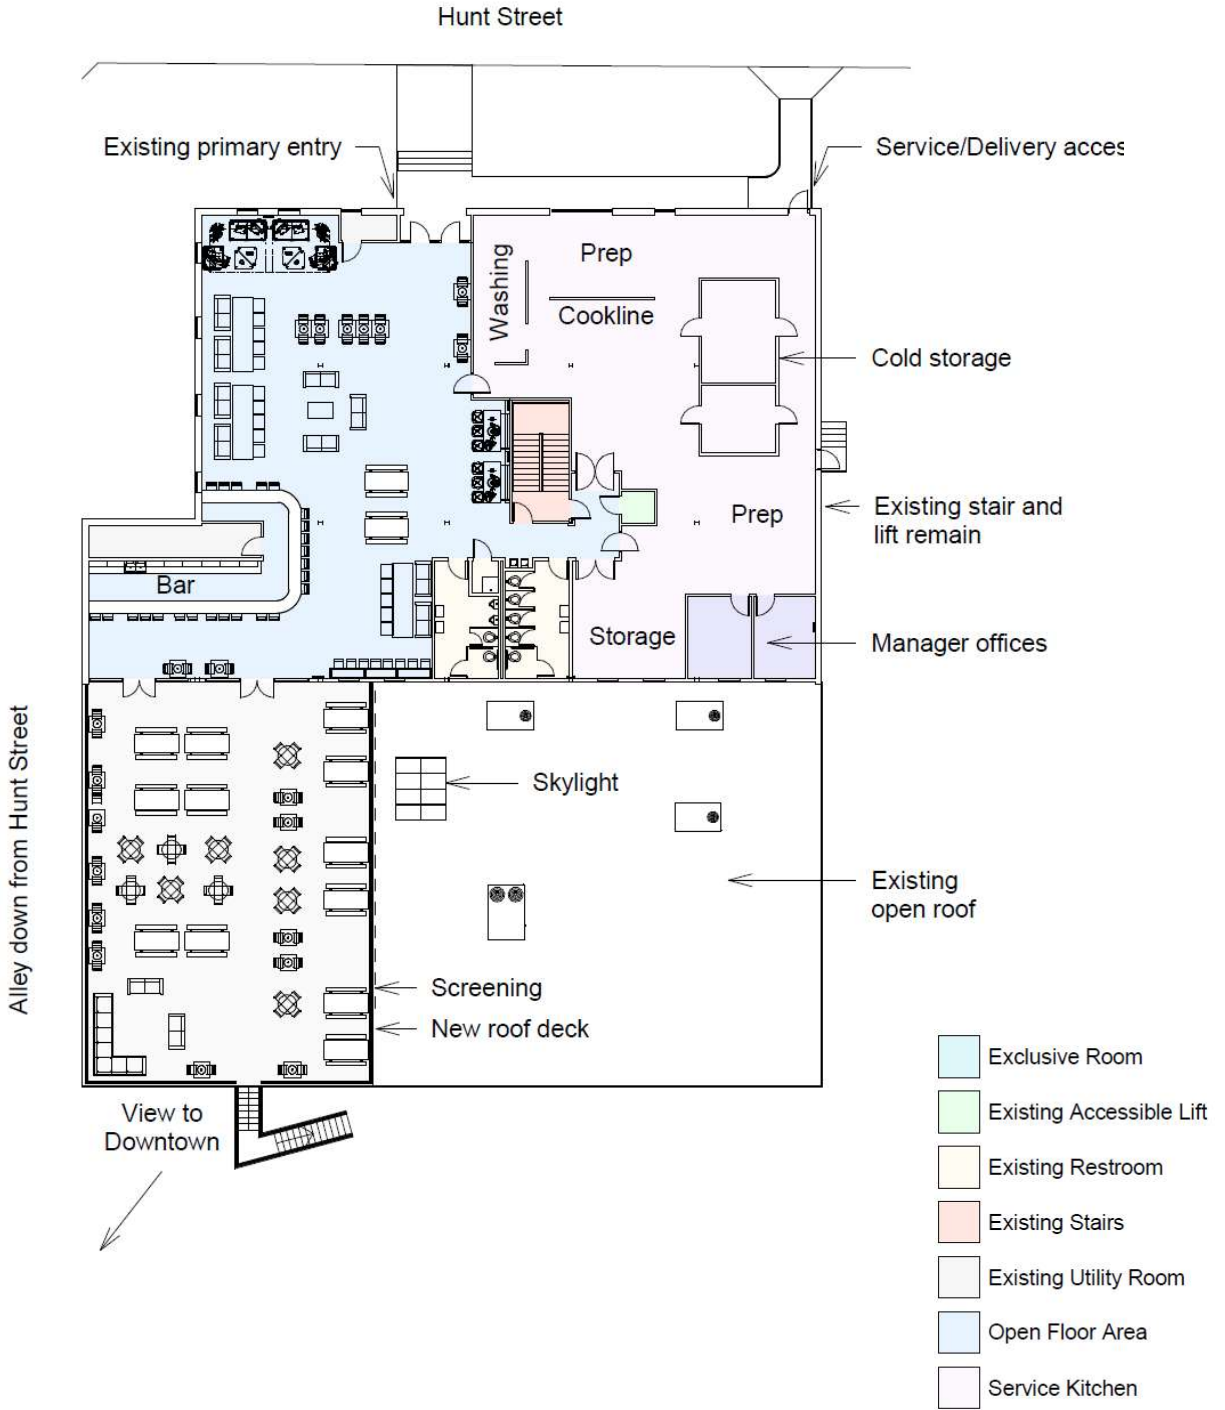 Hunt Street
Existing primary entry
Service/Delivery acces
Prep
Washing
Cookline
Cold storage
Prep
Existing stair and
lift remain
Bar
Storage
Manager offices
Alley down from Hunt Street
Skylight
Existing
open roof
Screening
New roof deck
View to
Downtown
Exclusive Room
Existing Accessible Lift
Existing Restroom
Existing Stairs
Existing Utility Room
Open Floor Area
Service Kitchen